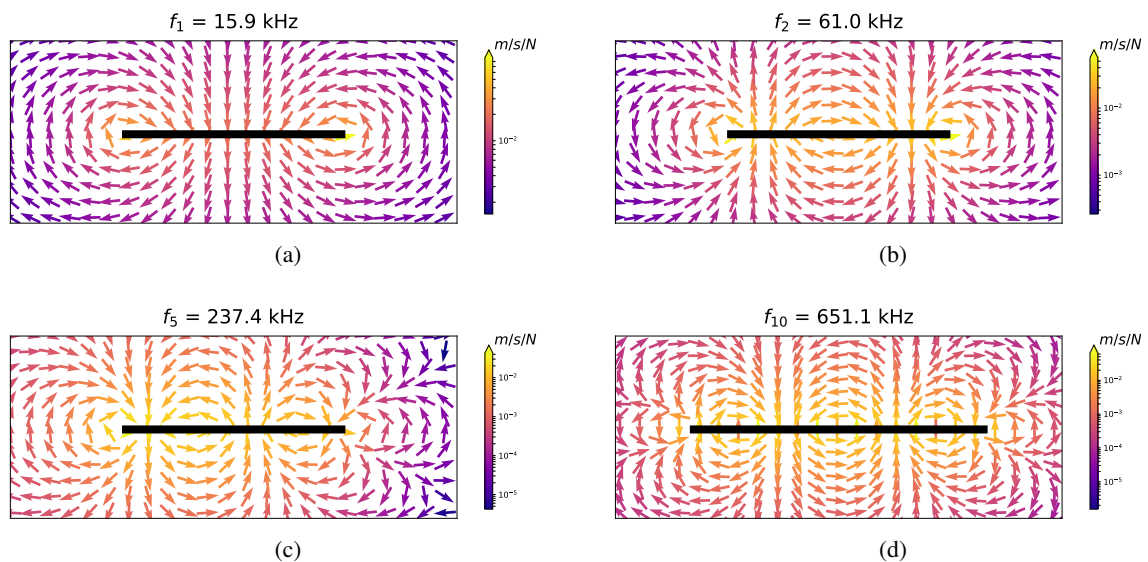 f₁ = 15.9 kHz
m/s/N
10⁻²
(a)
f₂ = 61.0 kHz
m/s/N
10⁻²
10⁻³
(b)
f₅ = 237.4 kHz
m/s/N
10⁻²
10⁻³
10⁻⁴
10⁻⁵
(c)
f₁₀ = 651.1 kHz
m/s/N
10⁻²
10⁻³
10⁻⁴
10⁻⁵
(d)